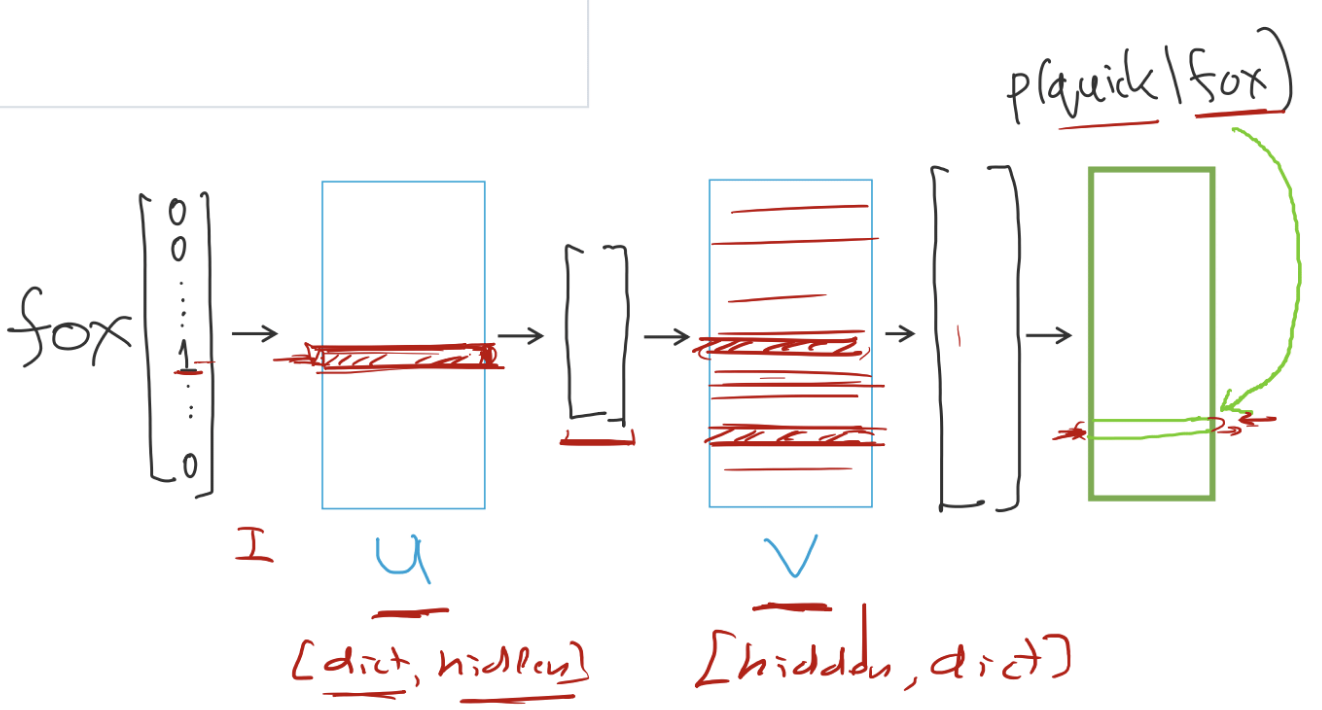 p(quick|fox)
fox
0
0
1
0
I
U
V
[dict, hidden]
[hidden, dict]